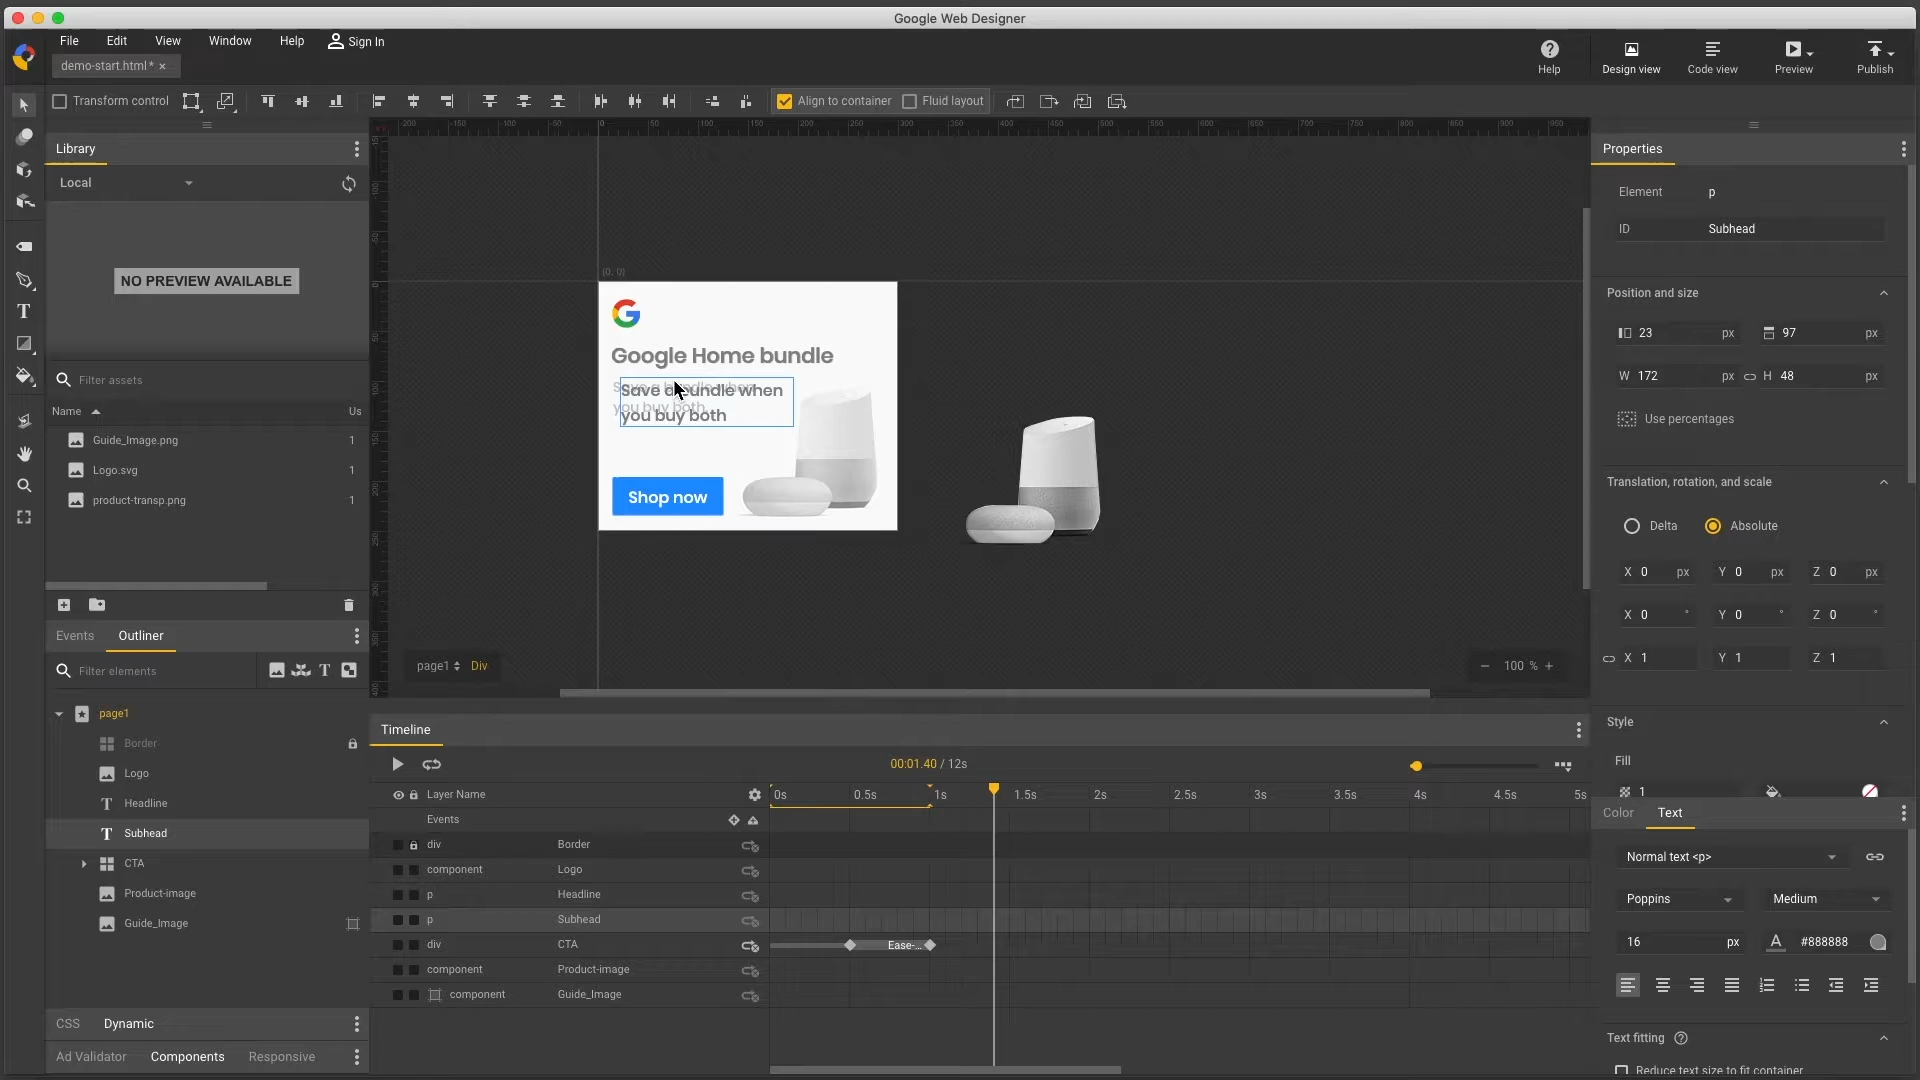 Google Web Designer
File Edit View Window Help Sign In
demo-start.html* ×
Help Design view Code view Preview Publish
Transform control Align to container Fluid layout
Library
Local
NO PREVIEW AVAILABLE
Filter assets
Name Us
Guide_Image.png 1
Logo.svg 1
product-transp.png 1
Events Outliner
Filter elements
page1
Border
Logo
T Headline
T Subhead
CTA
Product-image
Guide_Image
CSS Dynamic
Ad Validator Components Responsive
(0, 0)
Google Home bundle
Save a bundle when
you buy both
Shop now
page1 Div
100 %
Timeline
00:01.40 / 12s
Layer Name 0s 0.5s 1s 1.5s 2s 2.5s 3s 3.5s 4s 4.5s 5s
Events
div Border
component Logo
p Headline
p Subhead
div CTA Ease-...
component Product-image
component Guide_Image
Properties
Element p
ID Subhead
Position and size
23 px 97 px
W 172 px H 48 px
Use percentages
Translation, rotation, and scale
Delta Absolute
X 0 px Y 0 px Z 0 px
X 0 ° Y 0 ° Z 0 °
X 1 Y 1 Z 1
Style
Fill
1
Color Text
Normal text <p>
Poppins Medium
16 px A #888888
Text fitting
Reduce text size to fit container